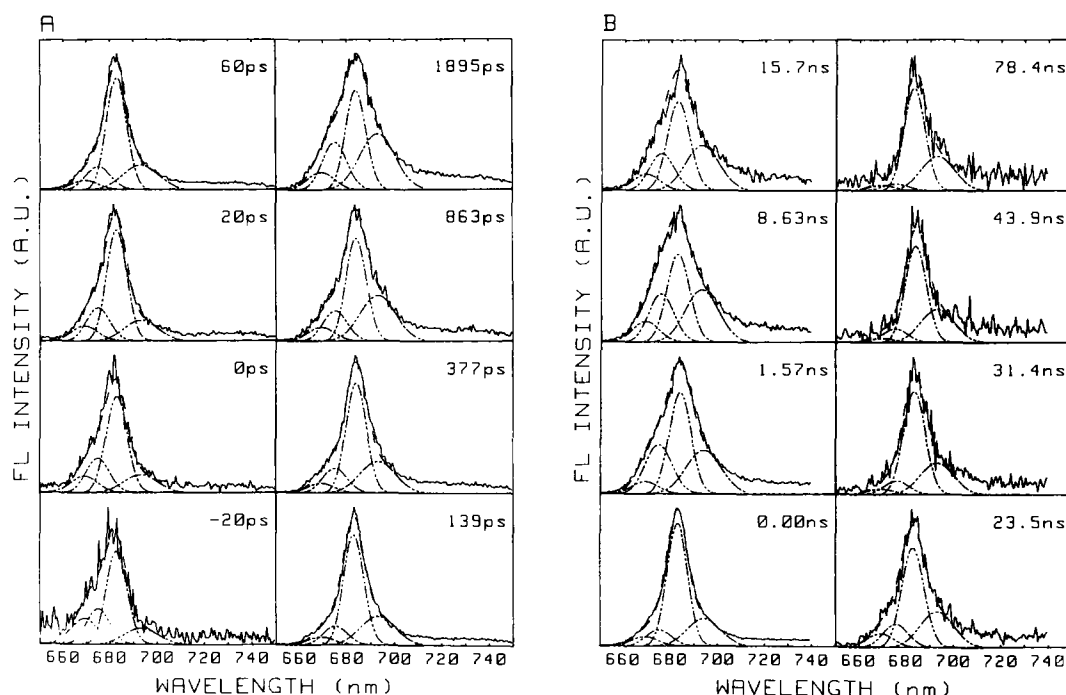 A
B
60ps
1895ps
15.7ns
78.4ns
20ps
863ps
8.63ns
43.9ns
0ps
377ps
1.57ns
31.4ns
-20ps
139ps
0.00ns
23.5ns
FL INTENSITY (A.U.)
FL INTENSITY (A.U.)
660 680 700 720 740
660 680 700 720 740
660 680 700 720
660 680 700 720 740
WAVELENGTH (nm)
WAVELENGTH (nm)